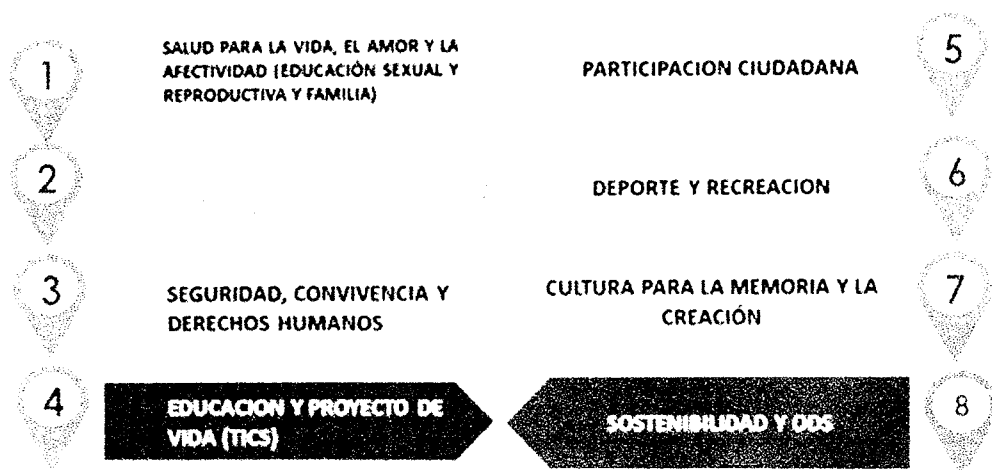 1
SALUD PARA LA VIDA, EL AMOR Y LA
AFECTIVIDAD (EDUCACIÓN SEXUAL Y
REPRODUCTIVA Y FAMILIA)
2
3
SEGURIDAD, CONVIVENCIA Y
DERECHOS HUMANOS
4
EDUCACION Y PROYECTO DE
VIDA (TICS)
5
PARTICIPACION CIUDADANA
6
DEPORTE Y RECREACION
7
CULTURA PARA LA MEMORIA Y LA
CREACIÓN
8
SOSTENIBILIDAD Y ODS